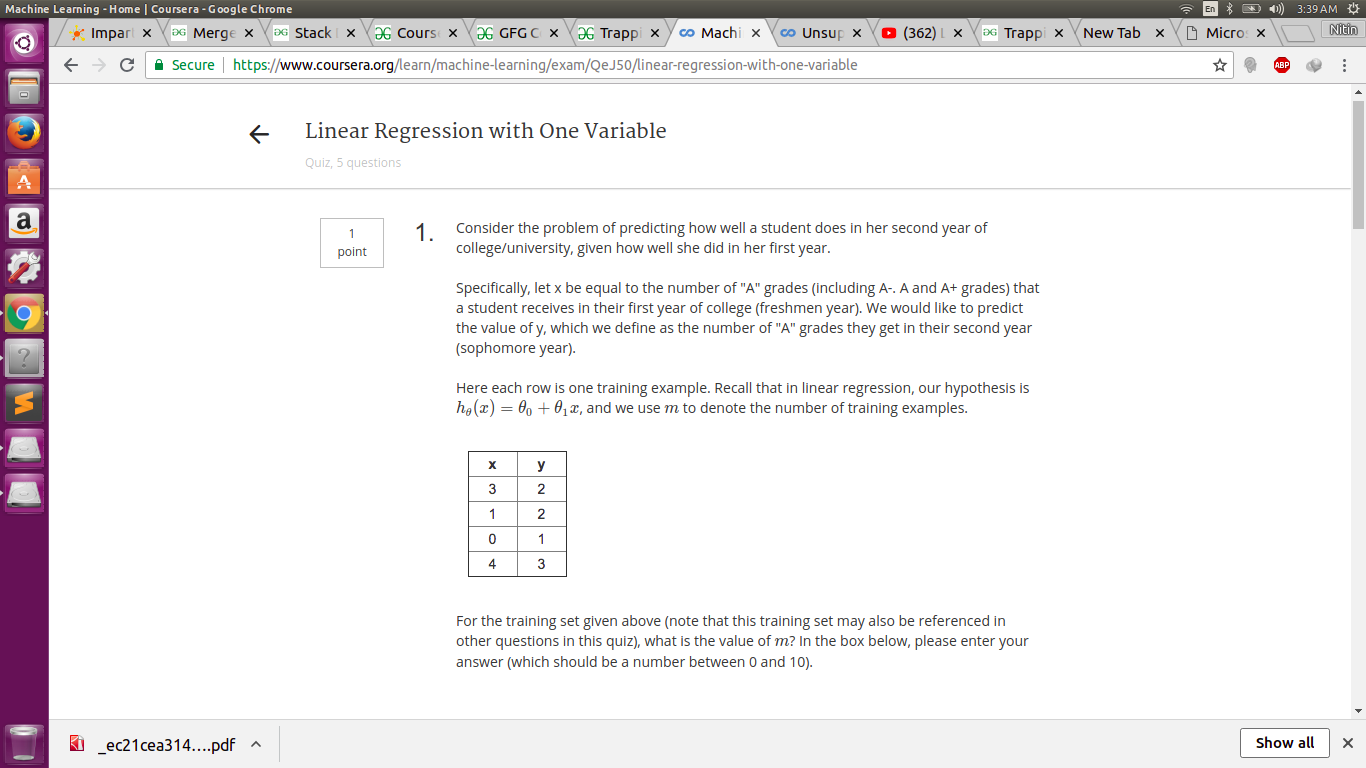 Machine Learning - Home | Coursera - Google Chrome
En
3:39 AM
Impar
Merge
Stack
Cours
GFG C
Trappi
Machi
Unsup
(362)
Trappi
New Tab
Micro
Nitin
Secure
https://www.coursera.org/learn/machine-learning/exam/QeJ50/linear-regression-with-one-variable
ABP
Linear Regression with One Variable
Quiz, 5 questions
1
point
1.
Consider the problem of predicting how well a student does in her second year of
college/university, given how well she did in her first year.
Specifically, let x be equal to the number of "A" grades (including A-. A and A+ grades) that
a student receives in their first year of college (freshmen year). We would like to predict
the value of y, which we define as the number of "A" grades they get in their second year
(sophomore year).
Here each row is one training example. Recall that in linear regression, our hypothesis is
hθ(x) = θ0 + θ1x, and we use m to denote the number of training examples.
x y
3 2
1 2
0 1
4 3
For the training set given above (note that this training set may also be referenced in
other questions in this quiz), what is the value of m? In the box below, please enter your
answer (which should be a number between 0 and 10).
_ec21cea314....pdf
Show all